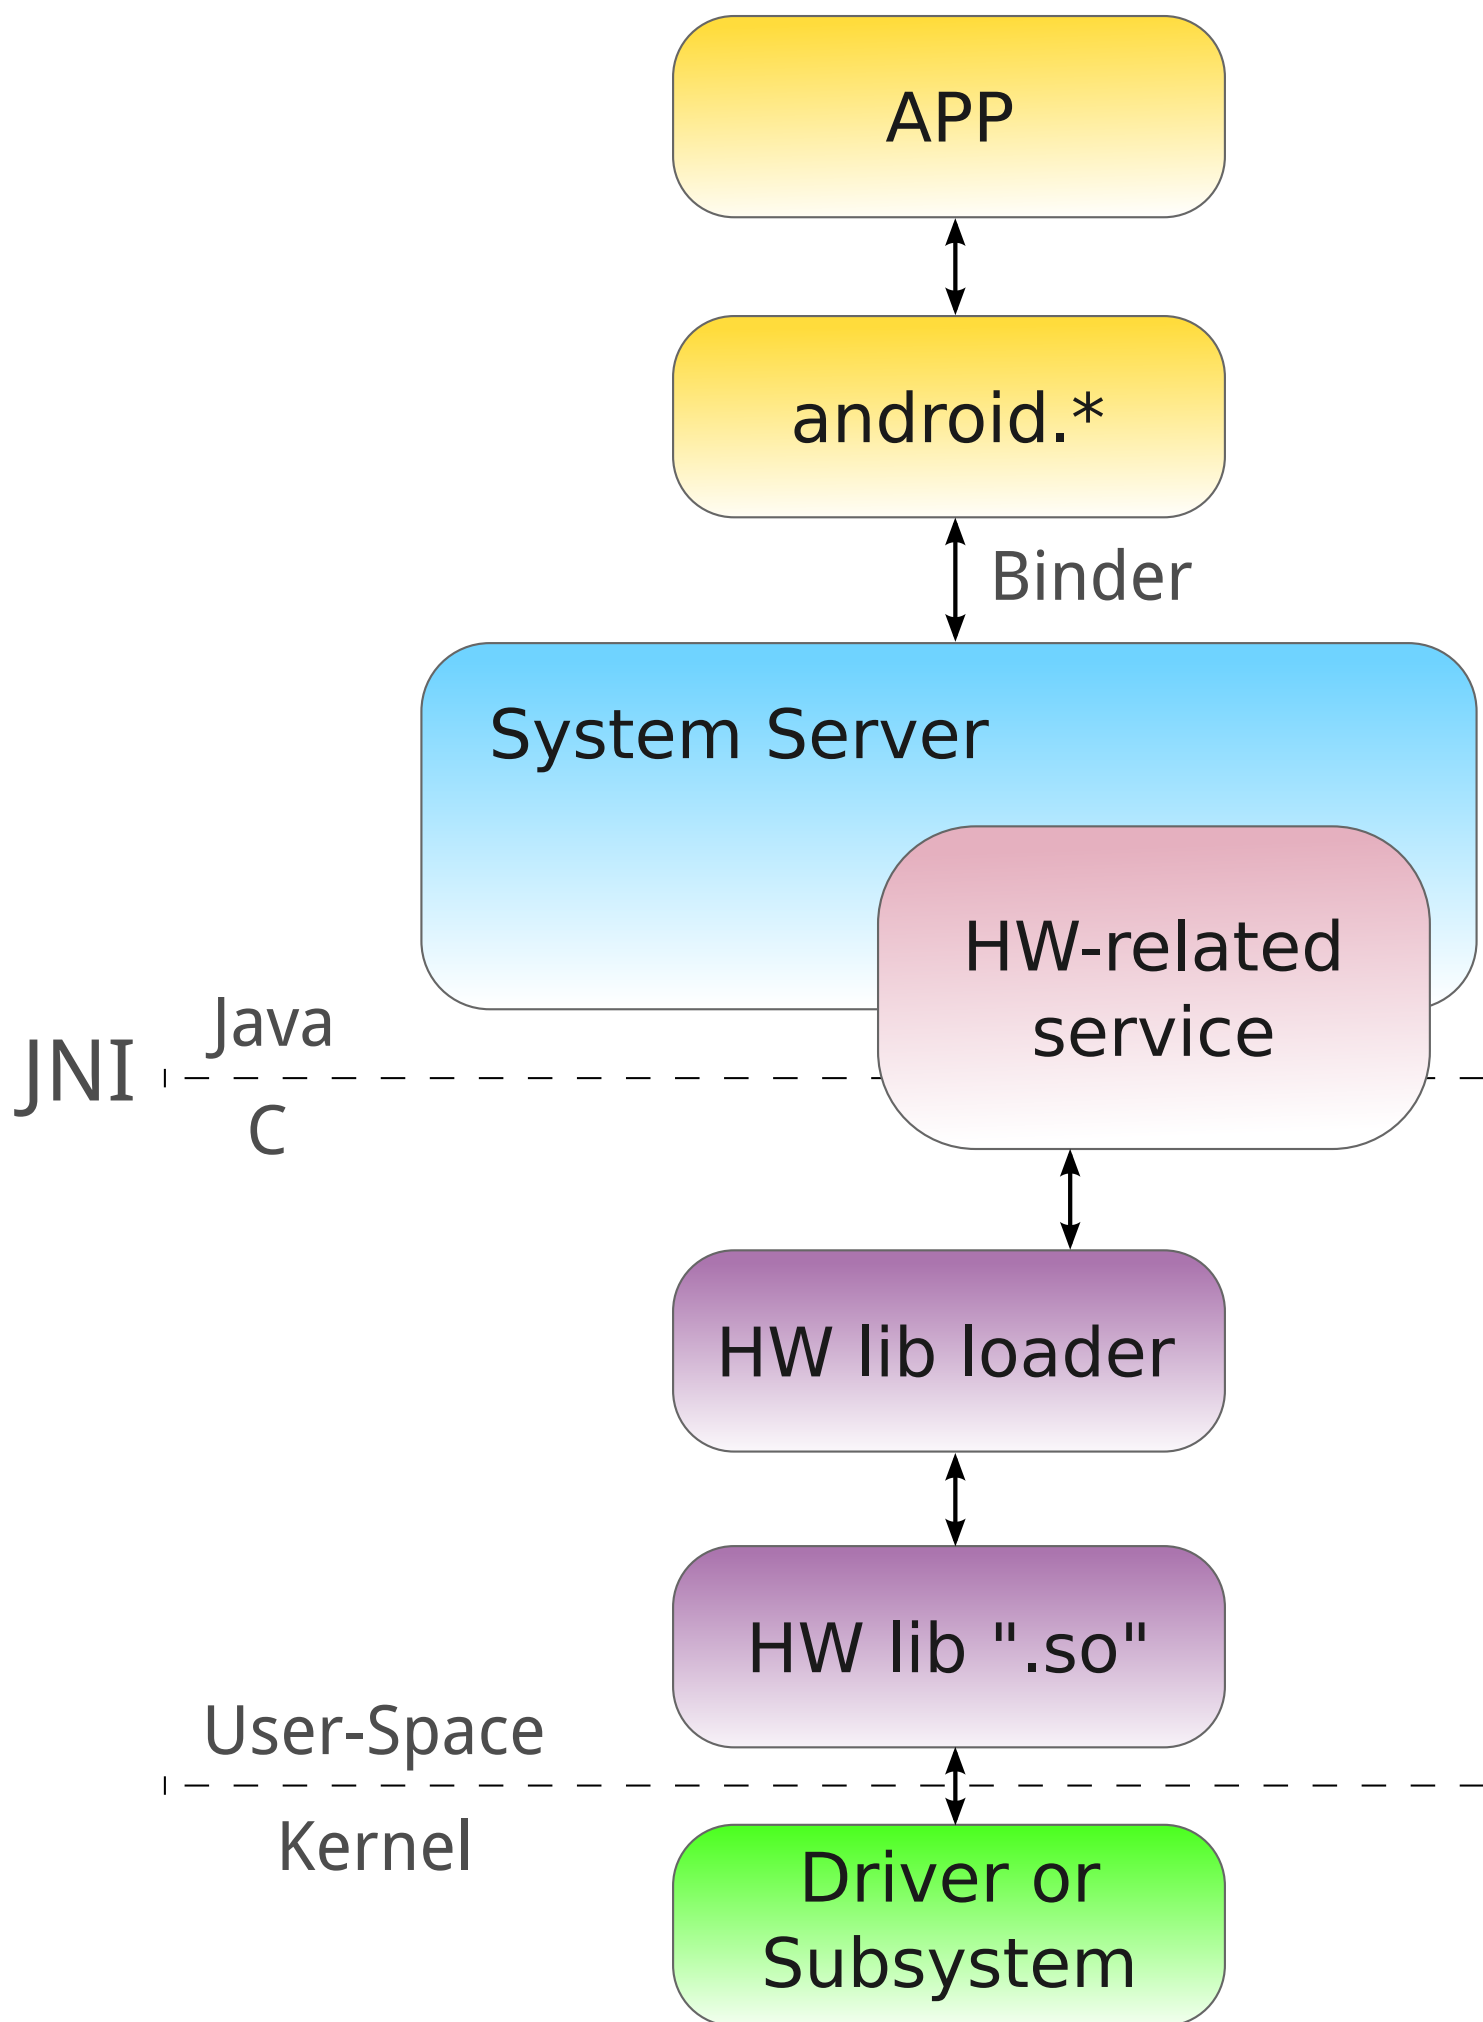 APP
android.*
Binder
System Server
HW-related
service
Java
JNI
C
HW lib loader
HW lib ".so"
User-Space
Kernel
Driver or
Subsystem